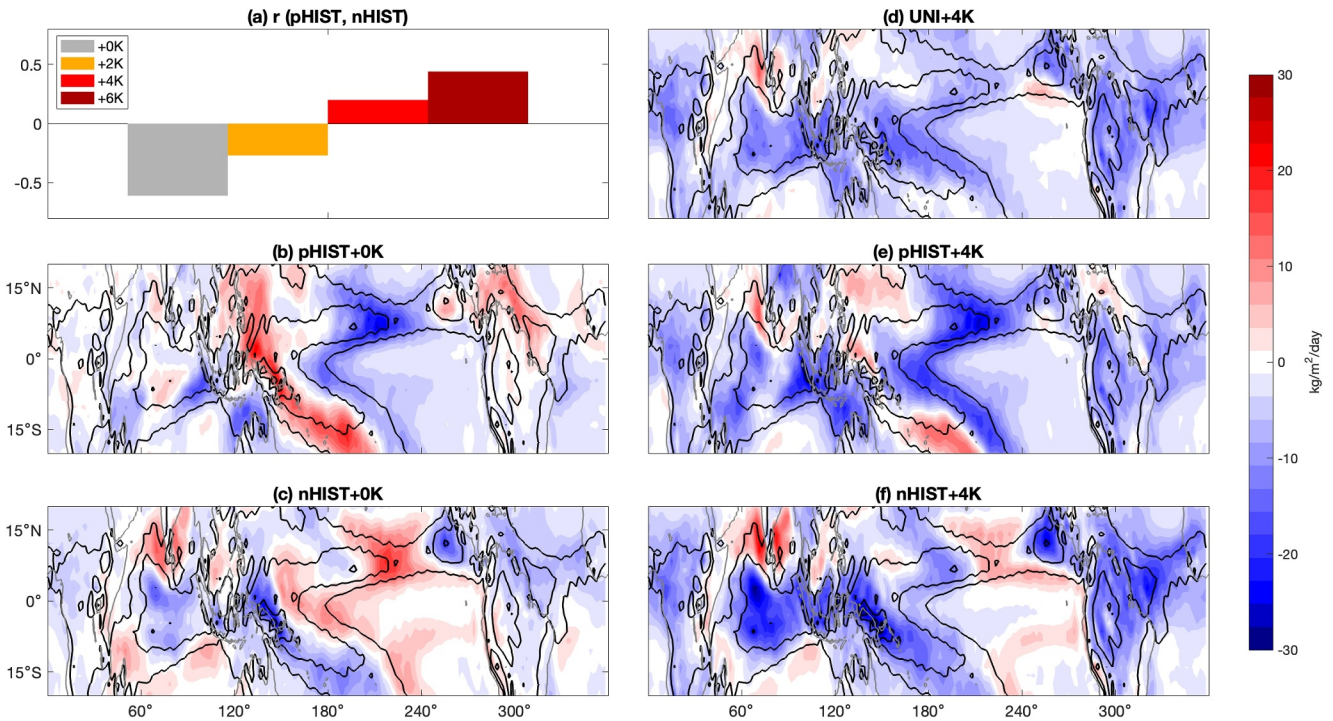 (a) r (pHIST, nHIST)
+0K
+2K
+4K
+6K
0.5
0
-0.5
(d) UNI+4K
(b) pHIST+0K
15°N
0°
15°S
(e) pHIST+4K
(c) nHIST+0K
15°N
0°
15°S
60
120
180
240
300
(f) nHIST+4K
60
120
180
240
300
30
20
10
0
-10
-20
-30
kg/m²/day